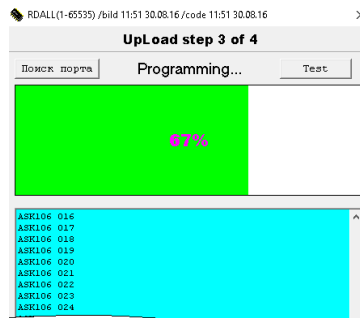 RDALL(1-65535) /bild 11:51 30.08.16 /code 11:51 30.08.16
UpLoad step 3 of 4
Поиск порта Programming... Test
67%
ASK106 016
ASK106 017
ASK106 018
ASK106 019
ASK106 020
ASK106 021
ASK106 022
ASK106 023
ASK106 024